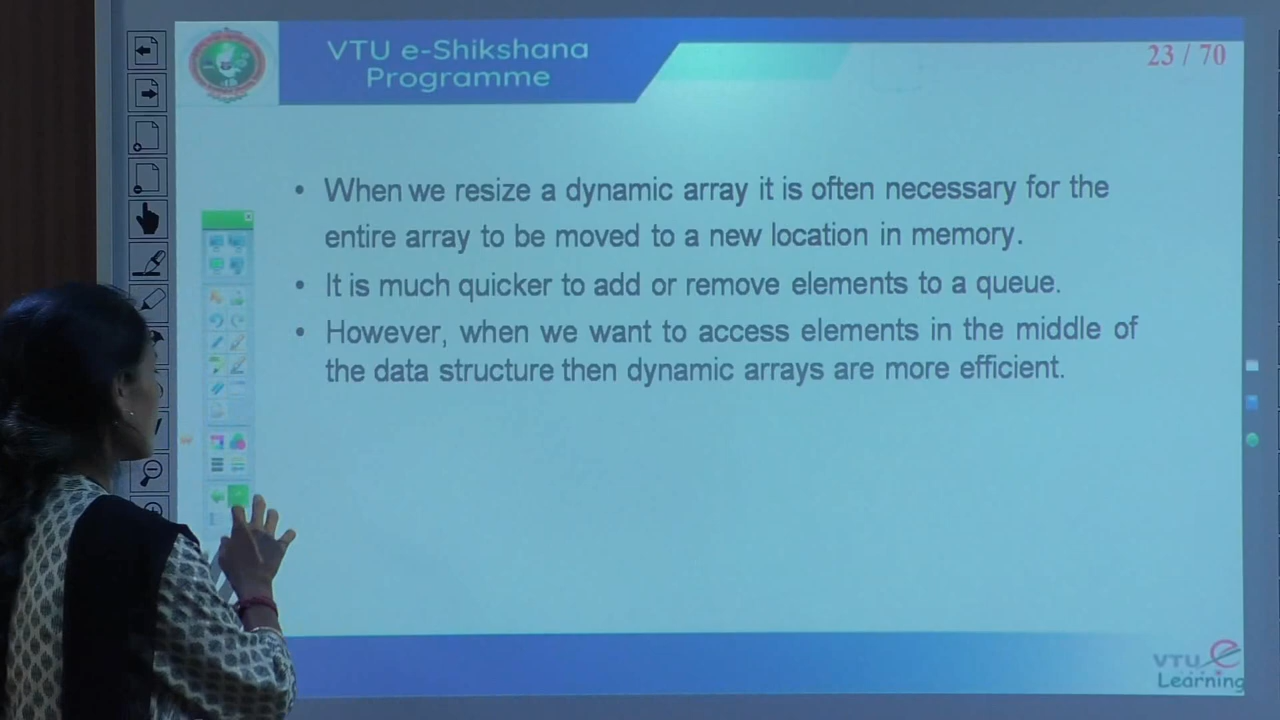 VTU e-Shikshana
Programme
23 / 70
• When we resize a dynamic array it is often necessary for the
entire array to be moved to a new location in memory.
• It is much quicker to add or remove elements to a queue.
• However, when we want to access elements in the middle of
the data structure then dynamic arrays are more efficient.
VTU e
Learning